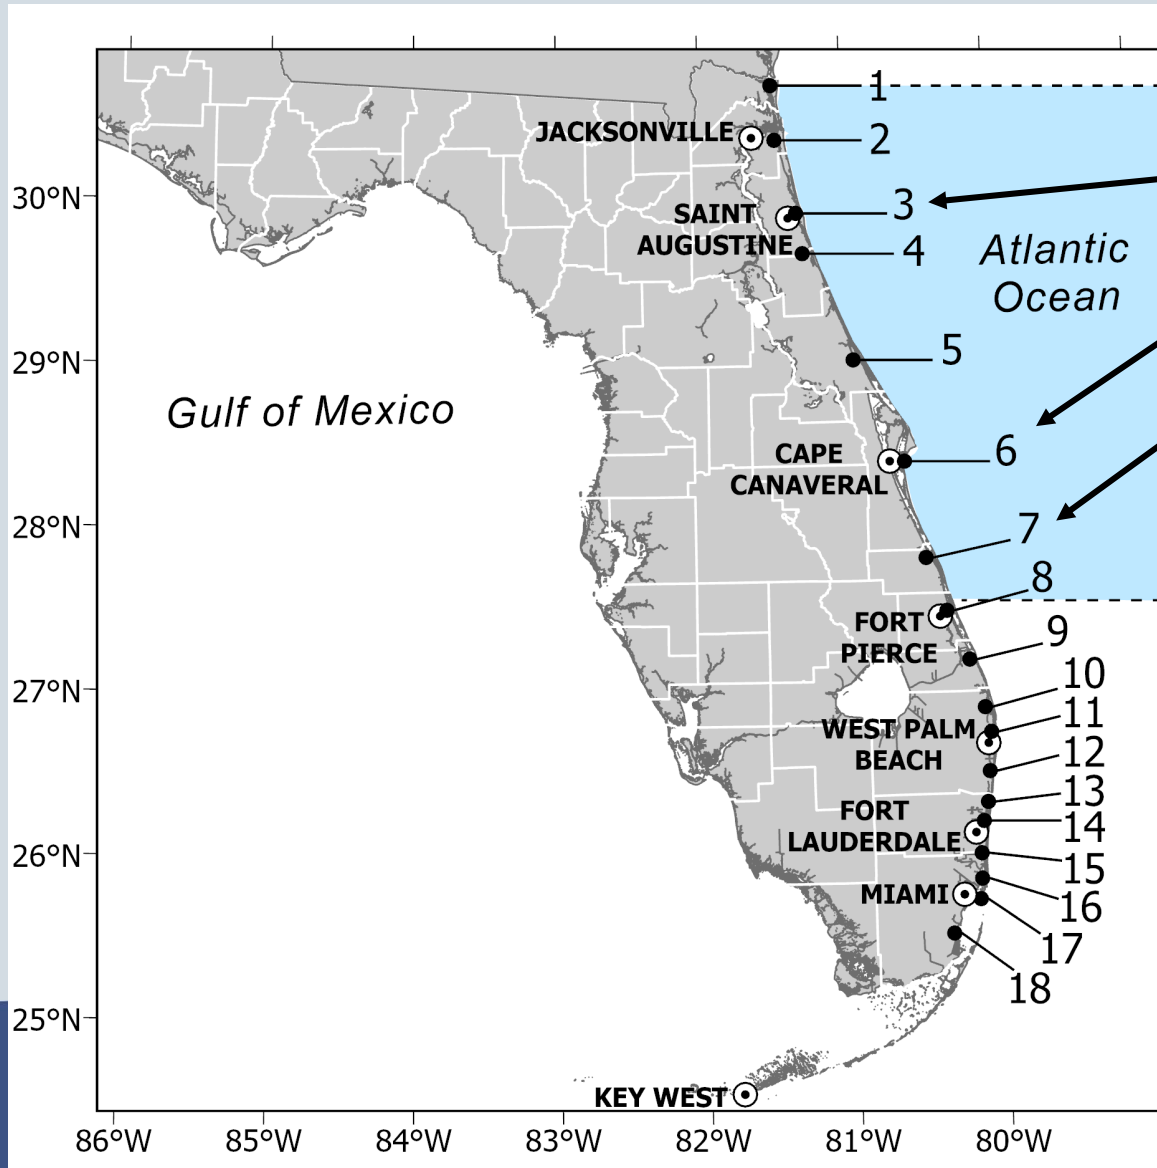 1
JACKSONVILLE
2
30°N
SAINT
AUGUSTINE
3
4
Atlantic
Ocean
29°N
5
Gulf of Mexico
CAPE
CANAVERAL
6
28°N
7
8
FORT
PIERCE
9
27°N
10
11
WEST PALM
BEACH
12
13
FORT
LAUDERDALE
14
26°N
15
MIAMI
16
17
18
25°N
KEY WEST
86°W 85°W 84°W 83°W 82°W 81°W 80°W